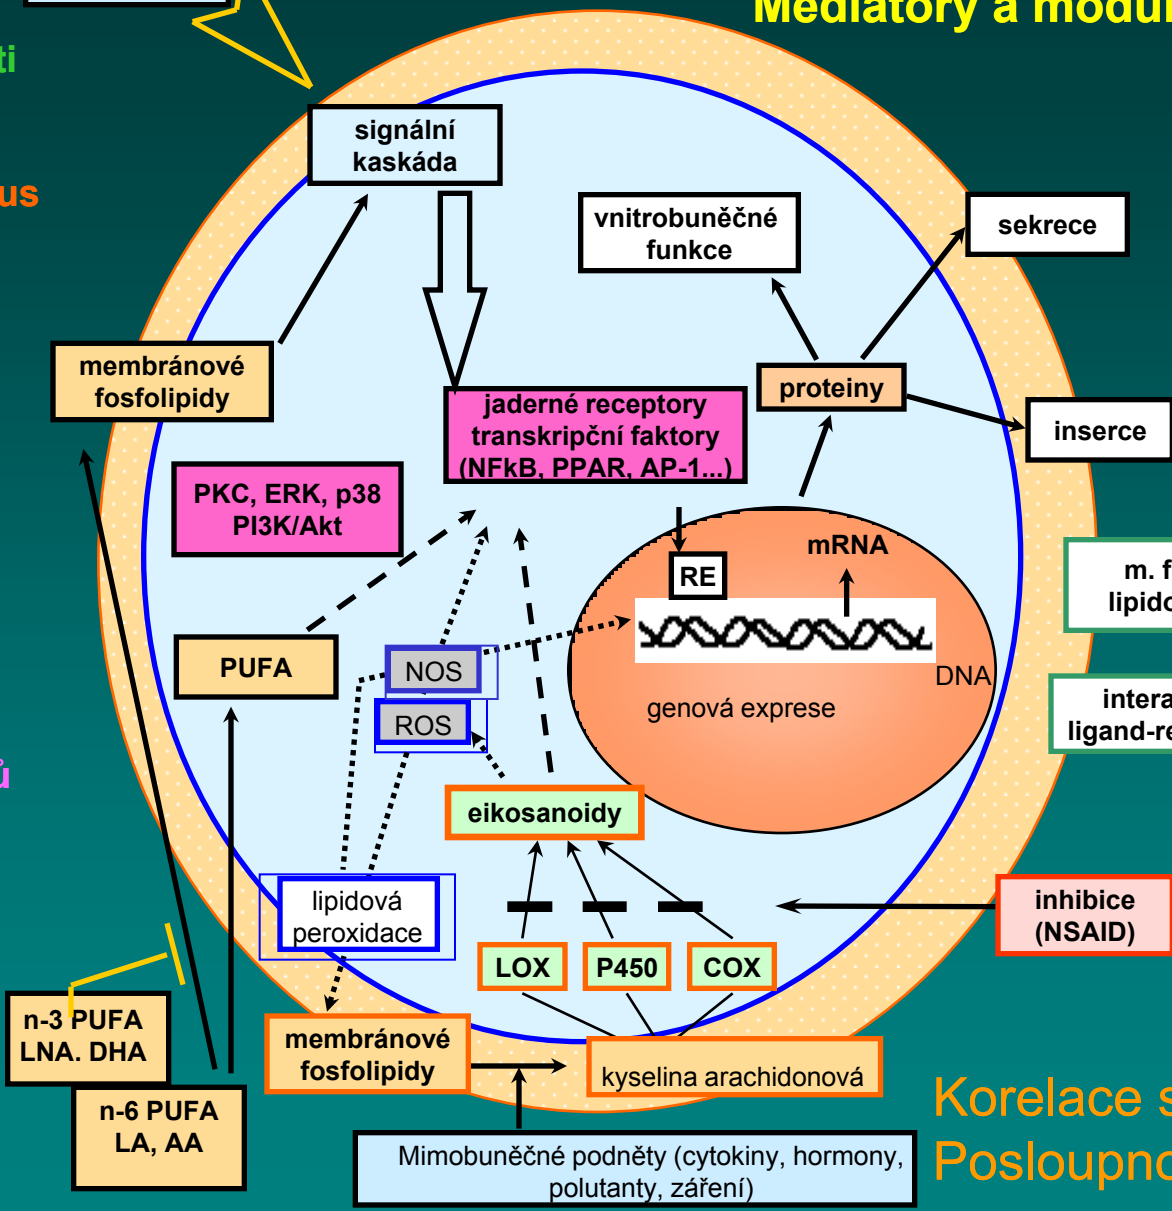 Mediátory a modul
ti
us
signální
kaskáda
vnitrobuněčné
funkce
sekrece
membránové
fosfolipidy
jaderné receptory
transkripční faktory
(NFkB, PPAR, AP-1...)
proteiny
inserce
PKC, ERK, p38
PI3K/Akt
mRNA
RE
m. f
lipido
PUFA
NOS
DNA
ROS
genová exprese
intera
ligand-re
ů
eikosanoidy
lipidová
peroxidace
inhibice
(NSAID)
LOX
P450
COX
n-3 PUFA
LNA. DHA
membránové
fosfolipidy
kyselina arachidonová
n-6 PUFA
LA, AA
Korelace s
Posloupno
Mimobuněčné podněty (cytokiny, hormony,
polutanty, záření)